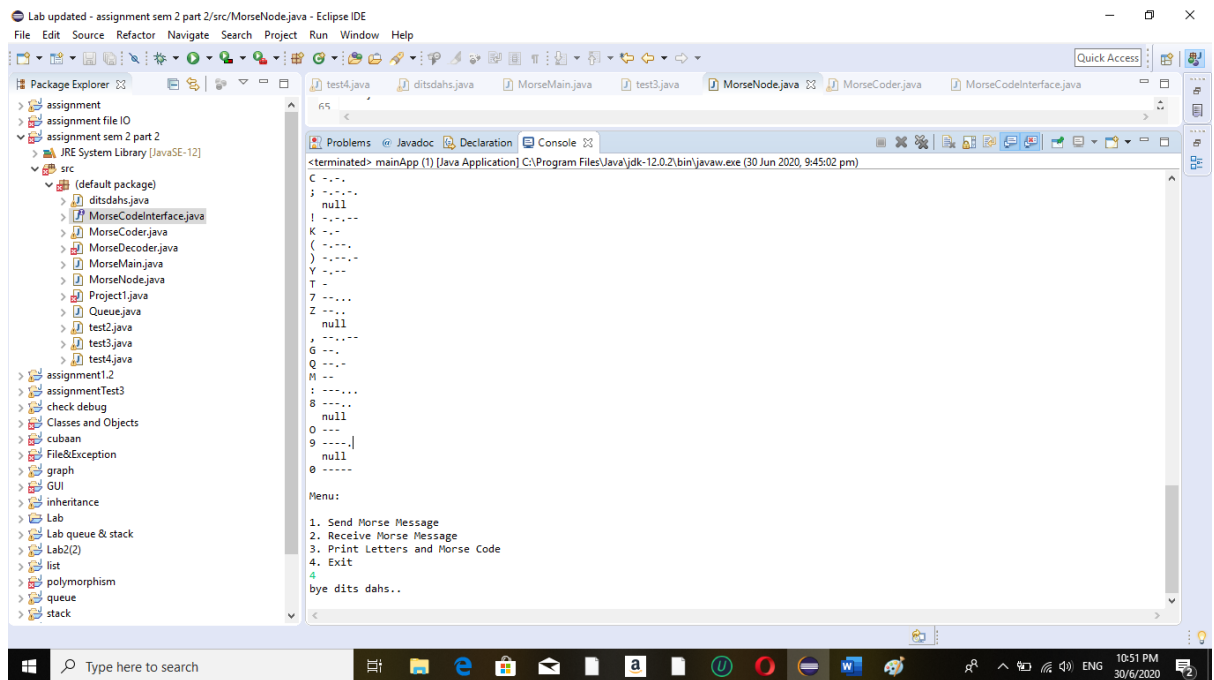 Lab updated - assignment sem 2 part 2/src/MorseNode.java - Eclipse IDE
File Edit Source Refactor Navigate Search Project Run Window Help
Quick Access
Package Explorer
test4.java ditsdahs.java MorseMain.java test3.java MorseNode.java MorseCoder.java MorseCodeInterface.java
65
assignment
assignment file IO
assignment sem 2 part 2
JRE System Library [JavaSE-12]
src
(default package)
ditsdahs.java
MorseCodeInterface.java
MorseCoder.java
MorseDecoder.java
MorseMain.java
MorseNode.java
Project1.java
Queue.java
test2.java
test3.java
test4.java
assignment1.2
assignmentTest3
check debug
Classes and Objects
cubaan
File&Exception
graph
GUI
inheritance
Lab
Lab queue & stack
Lab2(2)
list
polymorphism
queue
stack
Problems @ Javadoc Declaration Console
<terminated> mainApp (1) [Java Application] C:\Program Files\Java\jdk-12.0.2\bin\javaw.exe (30 Jun 2020, 9:45:02 pm)
C -.-.
; -.-.-.
null
! -.-.--
K -.-
( -.--.
) -.--.-
Y -.--
T -
7 --...
Z --..
null
, --..--
G --.
Q --.-
M --
: ---...
8 ---..
null
O ---
9 ----.
null
0 -----
Menu:
1. Send Morse Message
2. Receive Morse Message
3. Print Letters and Morse Code
4. Exit
4
bye dits dahs..
Type here to search
a
W
ENG
10:51 PM
30/6/2020
2